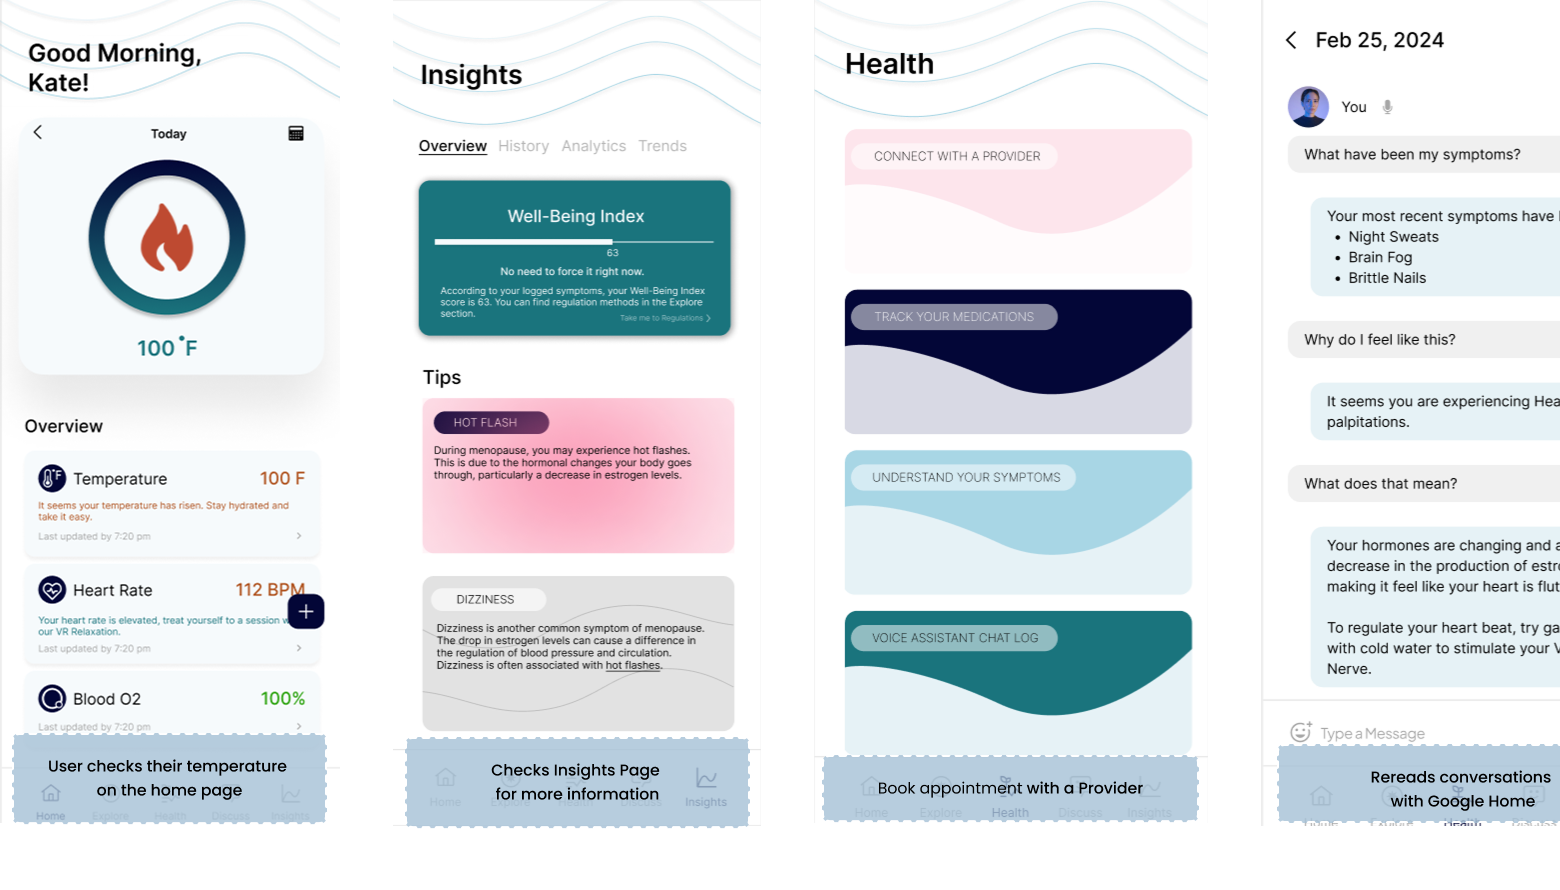 Good Morning,
Kate!
Today
100 °F
Overview
°F
Temperature
100 F
It seems your temperature has risen. Stay hydrated and
take it easy.
Last updated by 7:20 pm
Heart Rate
112 BPM
Your heart rate is elevated, treat yourself to a session
our VR Relaxation.
Last updated by 7:20 pm
Blood O2
100%
Last updated by 7:20 pm
User checks their temperature
on the home page
Home
Explore
Health
Discuss
Insights
Insights
Overview
History
Analytics
Trends
Well-Being Index
63
No need to force it right now.
According to your logged symptoms, your Well-Being Index
score is 63. You can find regulation methods in the Explore
section.
Take me to Regulations
Tips
HOT FLASH
During menopause, you may experience hot flashes.
This is due to the hormonal changes your body goes
through, particularly a decrease in estrogen levels.
DIZZINESS
Dizziness is another common symptom of menopause.
The drop in estrogen levels can cause a difference in
the regulation of blood pressure and circulation.
Dizziness is often associated with hot flashes.
Checks Insights Page
for more information
Home
Explore
Health
Discuss
Insights
Health
CONNECT WITH A PROVIDER
TRACK YOUR MEDICATIONS
UNDERSTAND YOUR SYMPTOMS
VOICE ASSISTANT CHAT LOG
Book appointment with a Provider
Home
Explore
Health
Discuss
Insights
Feb 25, 2024
You
What have been my symptoms?
Your most recent symptoms have
• Night Sweats
• Brain Fog
• Brittle Nails
Why do I feel like this?
It seems you are experiencing Hea
palpitations.
What does that mean?
Your hormones are changing and a
decrease in the production of estro
making it feel like your heart is flut
To regulate your heart beat, try ga
with cold water to stimulate your V
Nerve.
Type a Message
Rereads conversations
with Google Home
Health